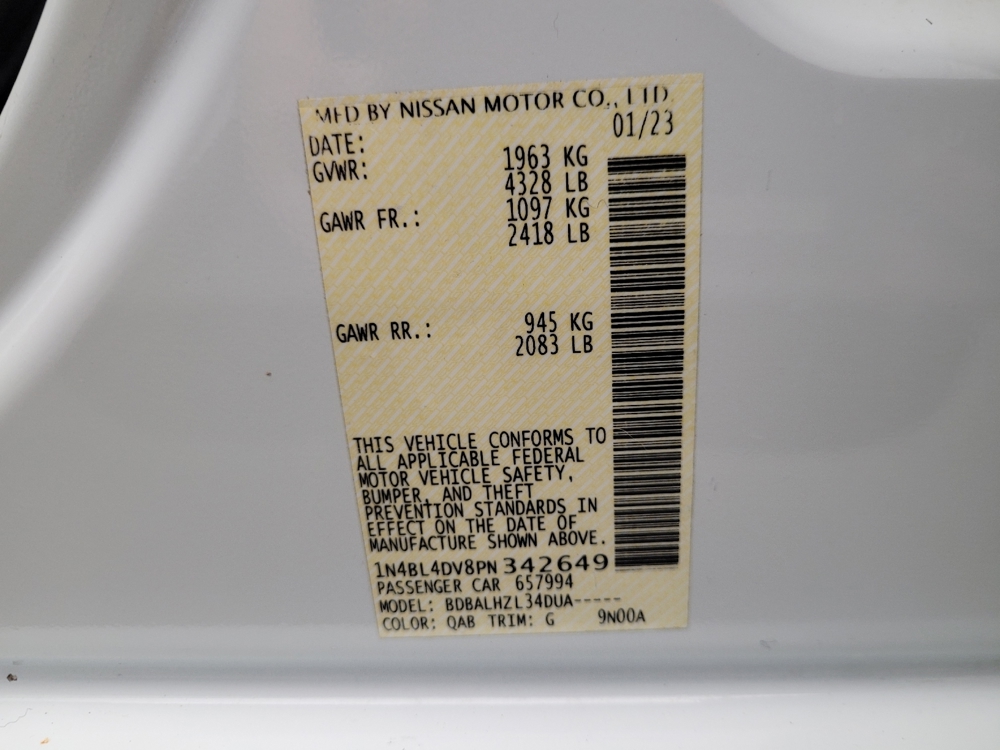 MFD BY NISSAN MOTOR CO., LTD.
DATE: 01/23
GVWR: 1963 KG
4328 LB
GAWR FR.: 1097 KG
2418 LB
GAWR RR.: 945 KG
2083 LB
THIS VEHICLE CONFORMS TO
ALL APPLICABLE FEDERAL
MOTOR VEHICLE SAFETY,
BUMPER, AND THEFT
PREVENTION STANDARDS IN
EFFECT ON THE DATE OF
MANUFACTURE SHOWN ABOVE.
1N4BL4DV8PN342649
PASSENGER CAR 657994
MODEL: BDBALHZL34DUA-----
COLOR: QAB TRIM: G 9N00A